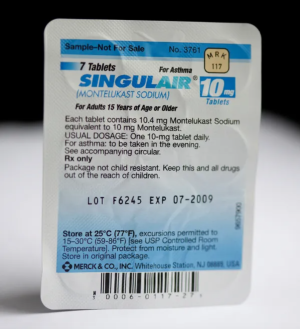 Sample–Not For Sale No. 3761
MRK
117
7 Tablets For Asthma
SINGULAIR® 10 mg
(MONTELUKAST SODIUM) Tablets
For Adults 15 Years of Age or Older
Each tablet contains 10.4 mg Montelukast Sodium
equivalent to 10 mg Montelukast.
USUAL DOSAGE: One 10-mg tablet daily.
For asthma: to be taken in the evening.
See accompanying circular.
Rx only
Package not child resistant. Keep this and all drugs
out of the reach of children.
LOT F6245 EXP 07-2009
Store at 25°C (77°F), excursions permitted to
15–30°C (59-86°F) [see USP Controlled Room
Temperature]. Protect from moisture and light.
Store in original package.
MERCK & CO., INC. Whitehouse Station, NJ 08889, USA